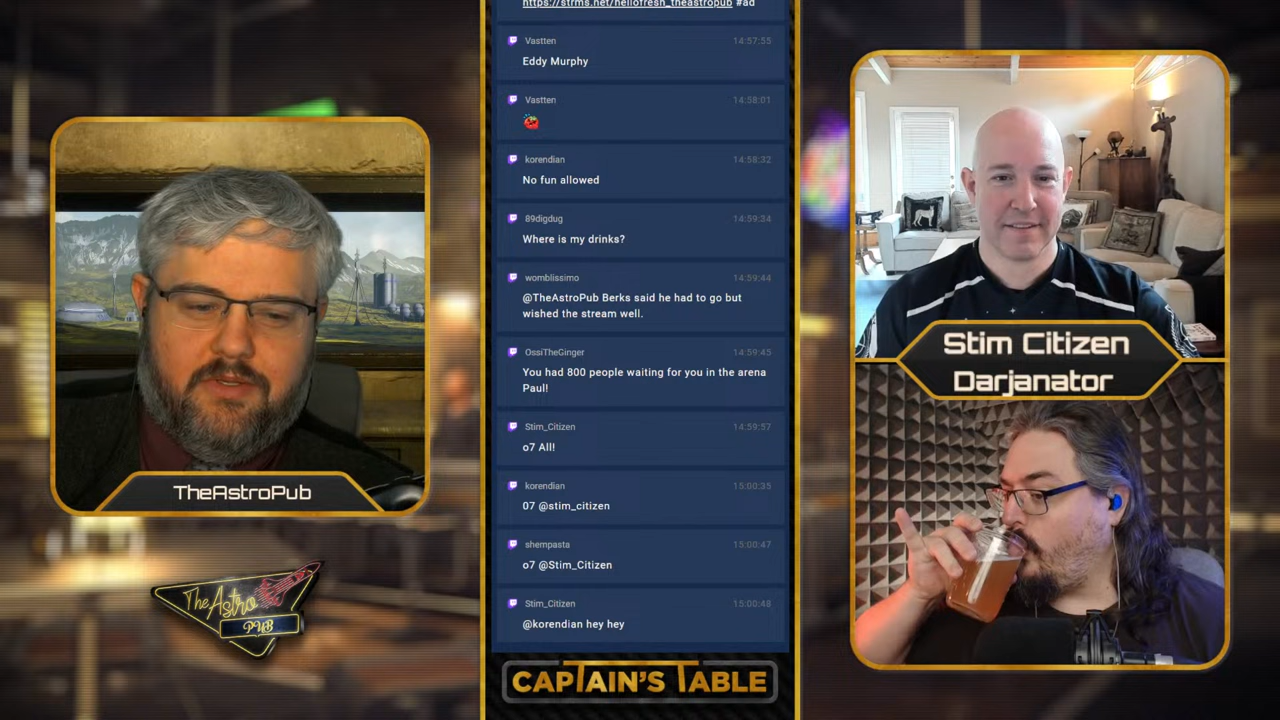 https://strms.net/hellofresh_theastropub #ad
Vastten 14:57:55
Eddy Murphy
Vastten 14:58:01
korendian 14:58:32
No fun allowed
89digdug 14:59:34
Where is my drinks?
womblissimo 14:59:44
@TheAstroPub Berks said he had to go but
wished the stream well.
OssiTheGinger 14:59:45
You had 800 people waiting for you in the arena
Paul!
Stim_Citizen 14:59:57
o7 All!
korendian 15:00:35
07 @stim_citizen
shempasta 15:00:47
o7 @Stim_Citizen
Stim_Citizen 15:00:48
@korendian hey hey
CAPTAIN'S TABLE
TheAstroPub
The Astro
PUB
Stim Citizen
Darjanator